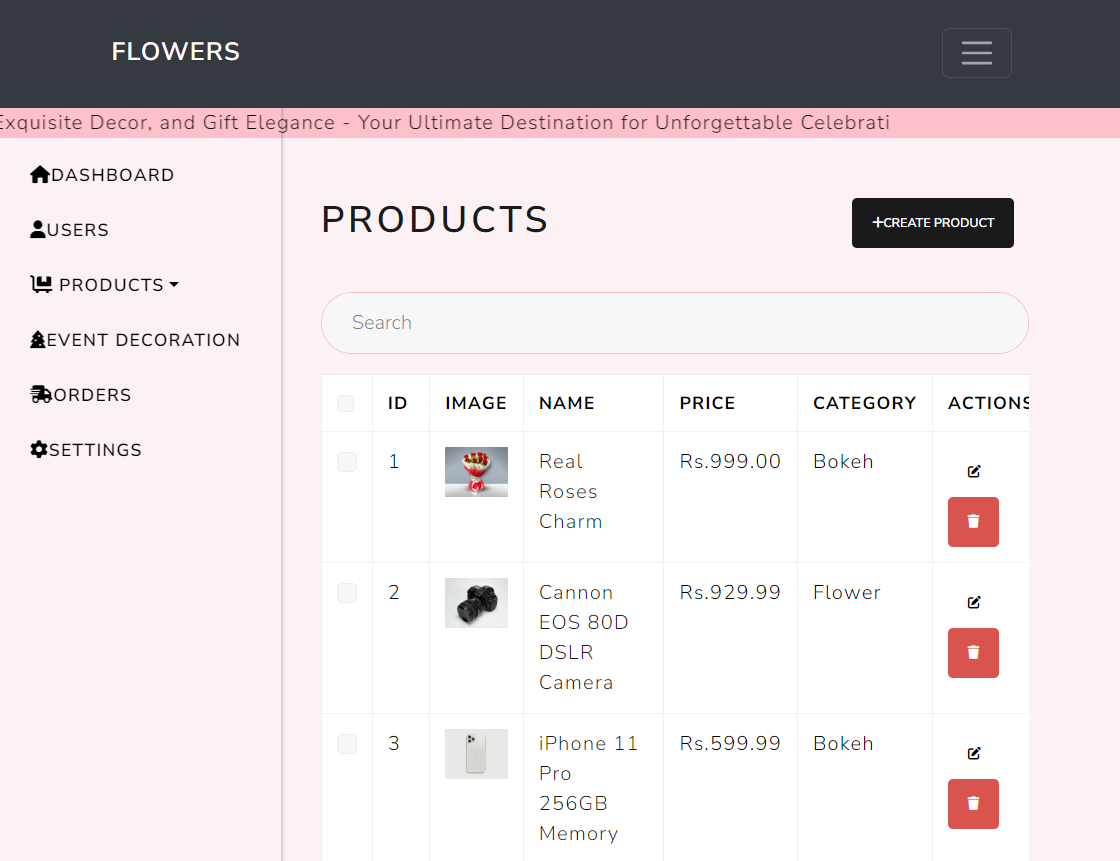 FLOWERS
Exquisite Decor, and Gift Elegance - Your Ultimate Destination for Unforgettable Celebrati
DASHBOARD
USERS
PRODUCTS
EVENT DECORATION
ORDERS
SETTINGS
PRODUCTS
+CREATE PRODUCT
Search
ID IMAGE NAME PRICE CATEGORY ACTIONS
1 Real Rs.999.00 Bokeh
Roses
Charm
2 Cannon Rs.929.99 Flower
EOS 80D
DSLR
Camera
3 iPhone 11 Rs.599.99 Bokeh
Pro
256GB
Memory